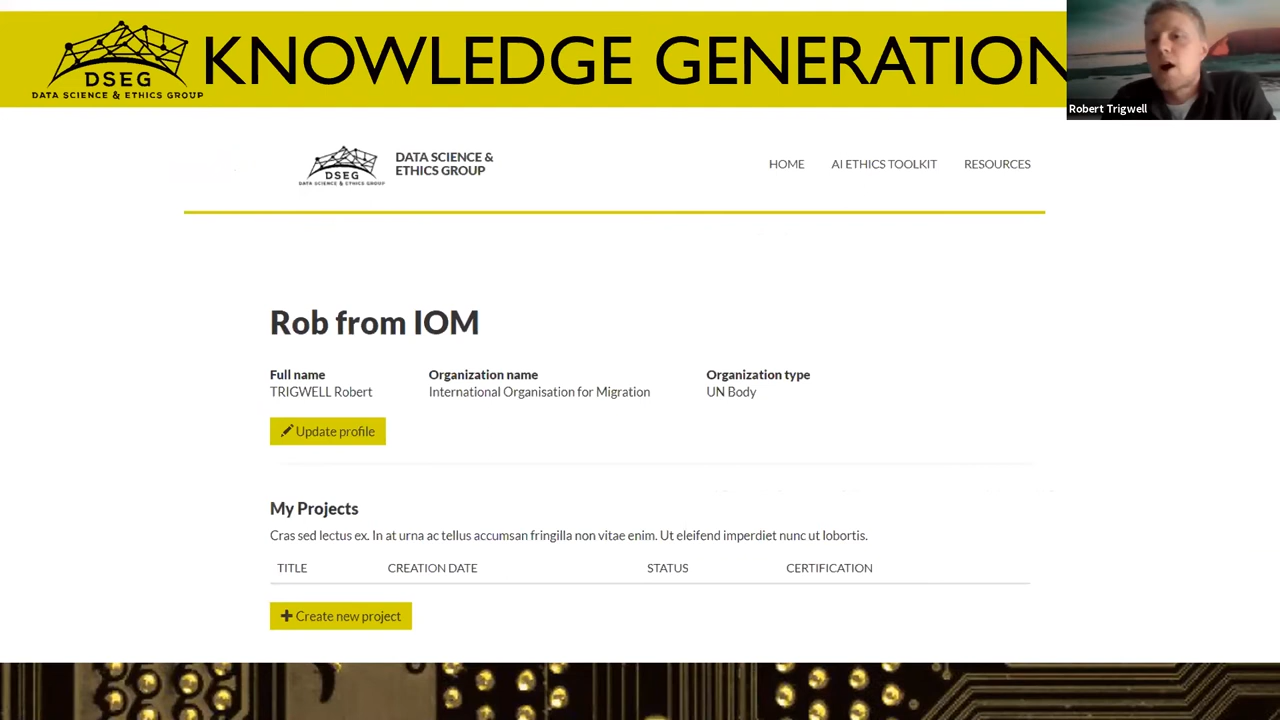 DSEG
DATA SCIENCE & ETHICS GROUP
KNOWLEDGE GENERATION
Robert Trigwell
DSEG
DATA SCIENCE & ETHICS GROUP
DATA SCIENCE &
ETHICS GROUP
HOME AI ETHICS TOOLKIT RESOURCES
Rob from IOM
Full name Organization name Organization type
TRIGWELL Robert International Organisation for Migration UN Body
Update profile
My Projects
Cras sed lectus ex. In at urna ac tellus accumsan fringilla non vitae enim. Ut eleifend imperdiet nunc ut lobortis.
TITLE CREATION DATE STATUS CERTIFICATION
Create new project